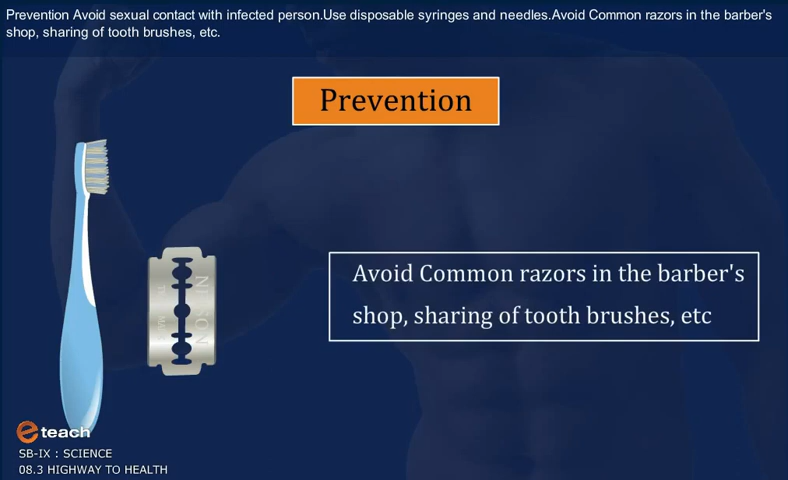 Prevention Avoid sexual contact with infected person.Use disposable syringes and needles.Avoid Common razors in the barber's
shop, sharing of tooth brushes, etc.
Prevention
Avoid Common razors in the barber's
shop, sharing of tooth brushes, etc
e teach
SB-IX : SCIENCE
08.3 HIGHWAY TO HEALTH